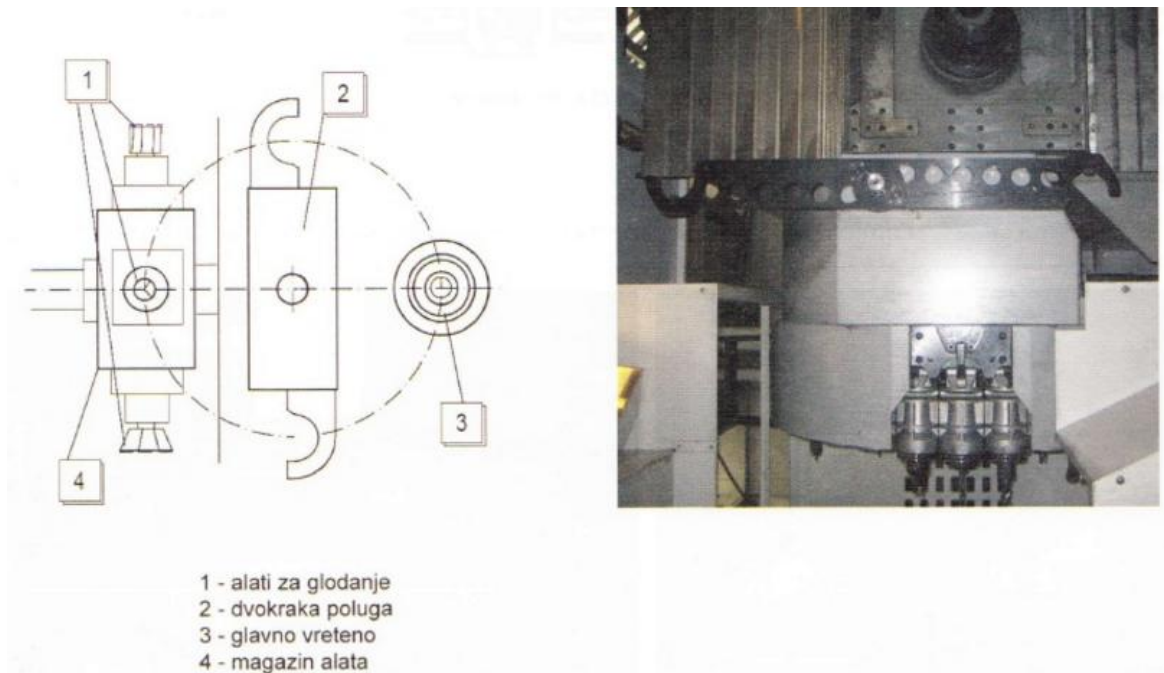 1
2
3
4
1 - alati za glodanje
2 - dvokraka poluga
3 - glavno vreteno
4 - magazin alata